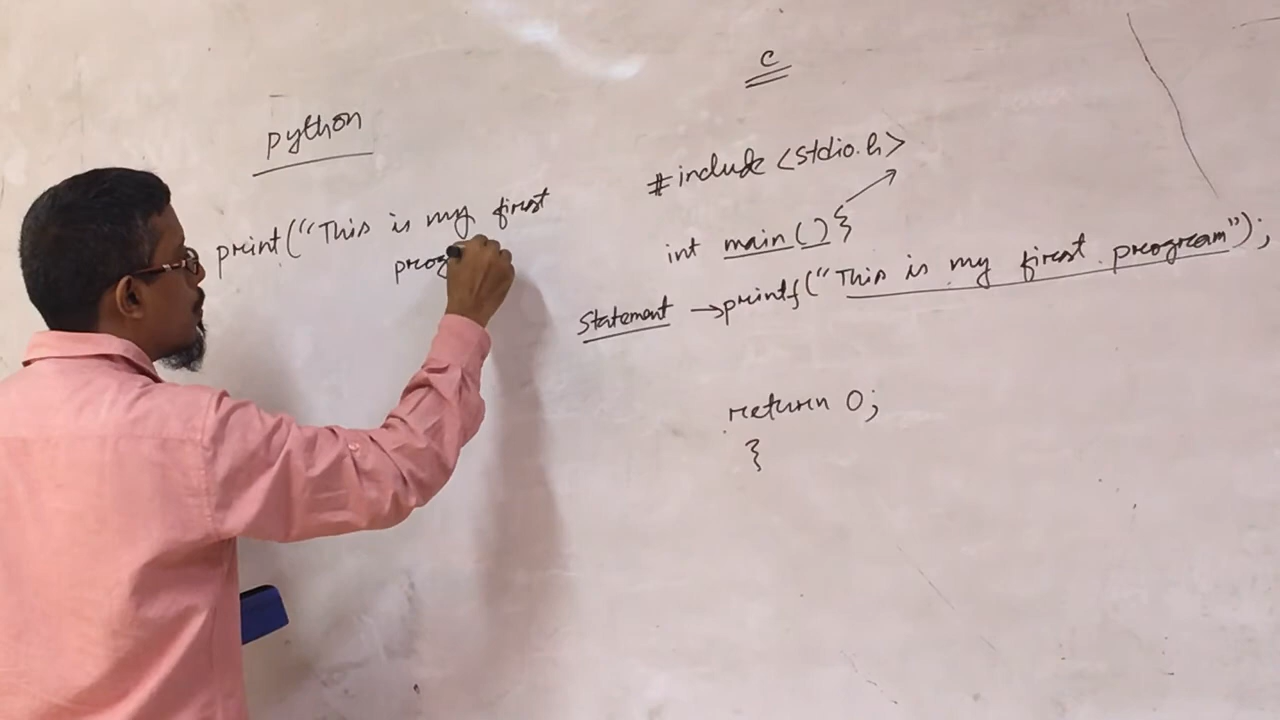 python
print("This is my first
prog
C
#include <stdio.h>
int main(){
Statement →printf("This is my first program");
return 0;
}